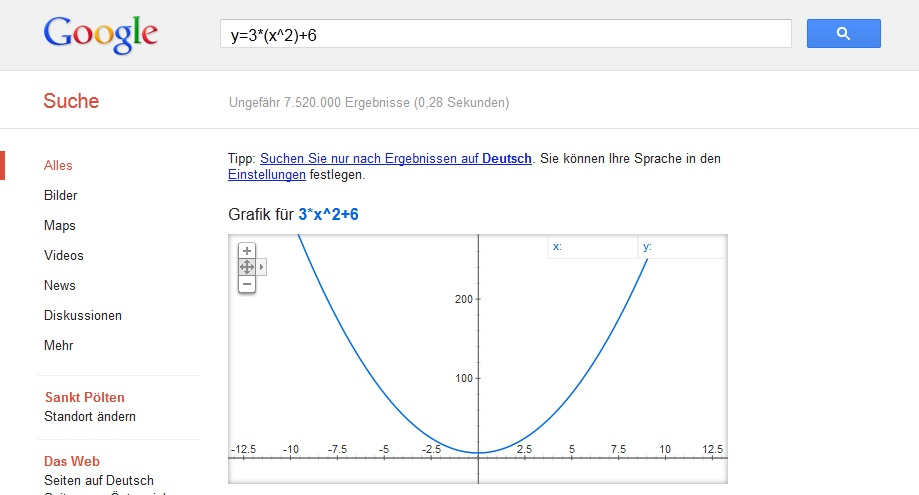 Google
y=3*(x^2)+6
Suche
Ungefähr 7.520.000 Ergebnisse (0,28 Sekunden)
Alles
Bilder
Maps
Videos
News
Diskussionen
Mehr
Sankt Pölten
Standort ändern
Das Web
Seiten auf Deutsch
Tipp: Suchen Sie nur nach Ergebnissen auf Deutsch. Sie können Ihre Sprache in den
Einstellungen festlegen.
Grafik für 3*x^2+6
x: y:
200
100
-12.5 -10 -7.5 -5 -2.5 2.5 5 7.5 10 12.5